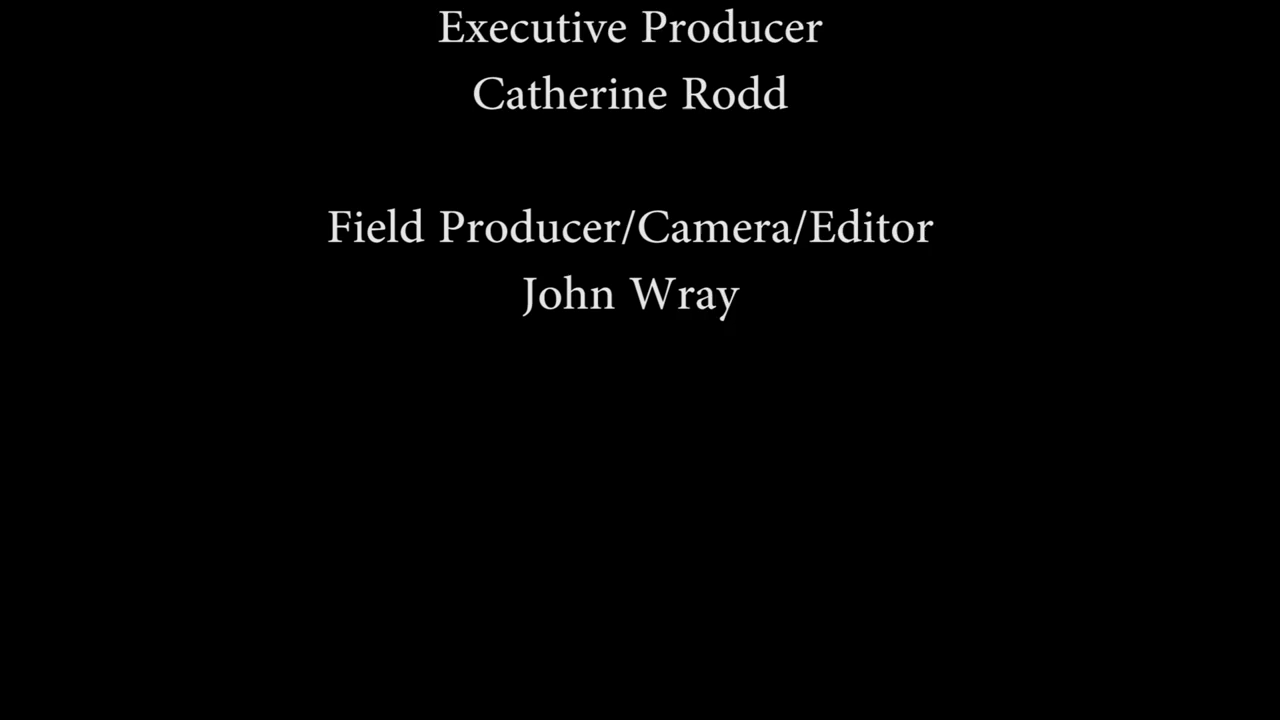 Executive Producer
Catherine Rodd
Field Producer/Camera/Editor
John Wray